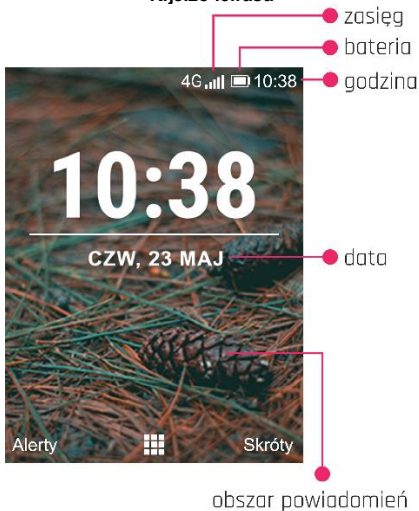 zasięg
bateria
4G 10:38 godzina
10:38
CZW, 23 MAJ data
Alerty Skróty
obszar powiadomień